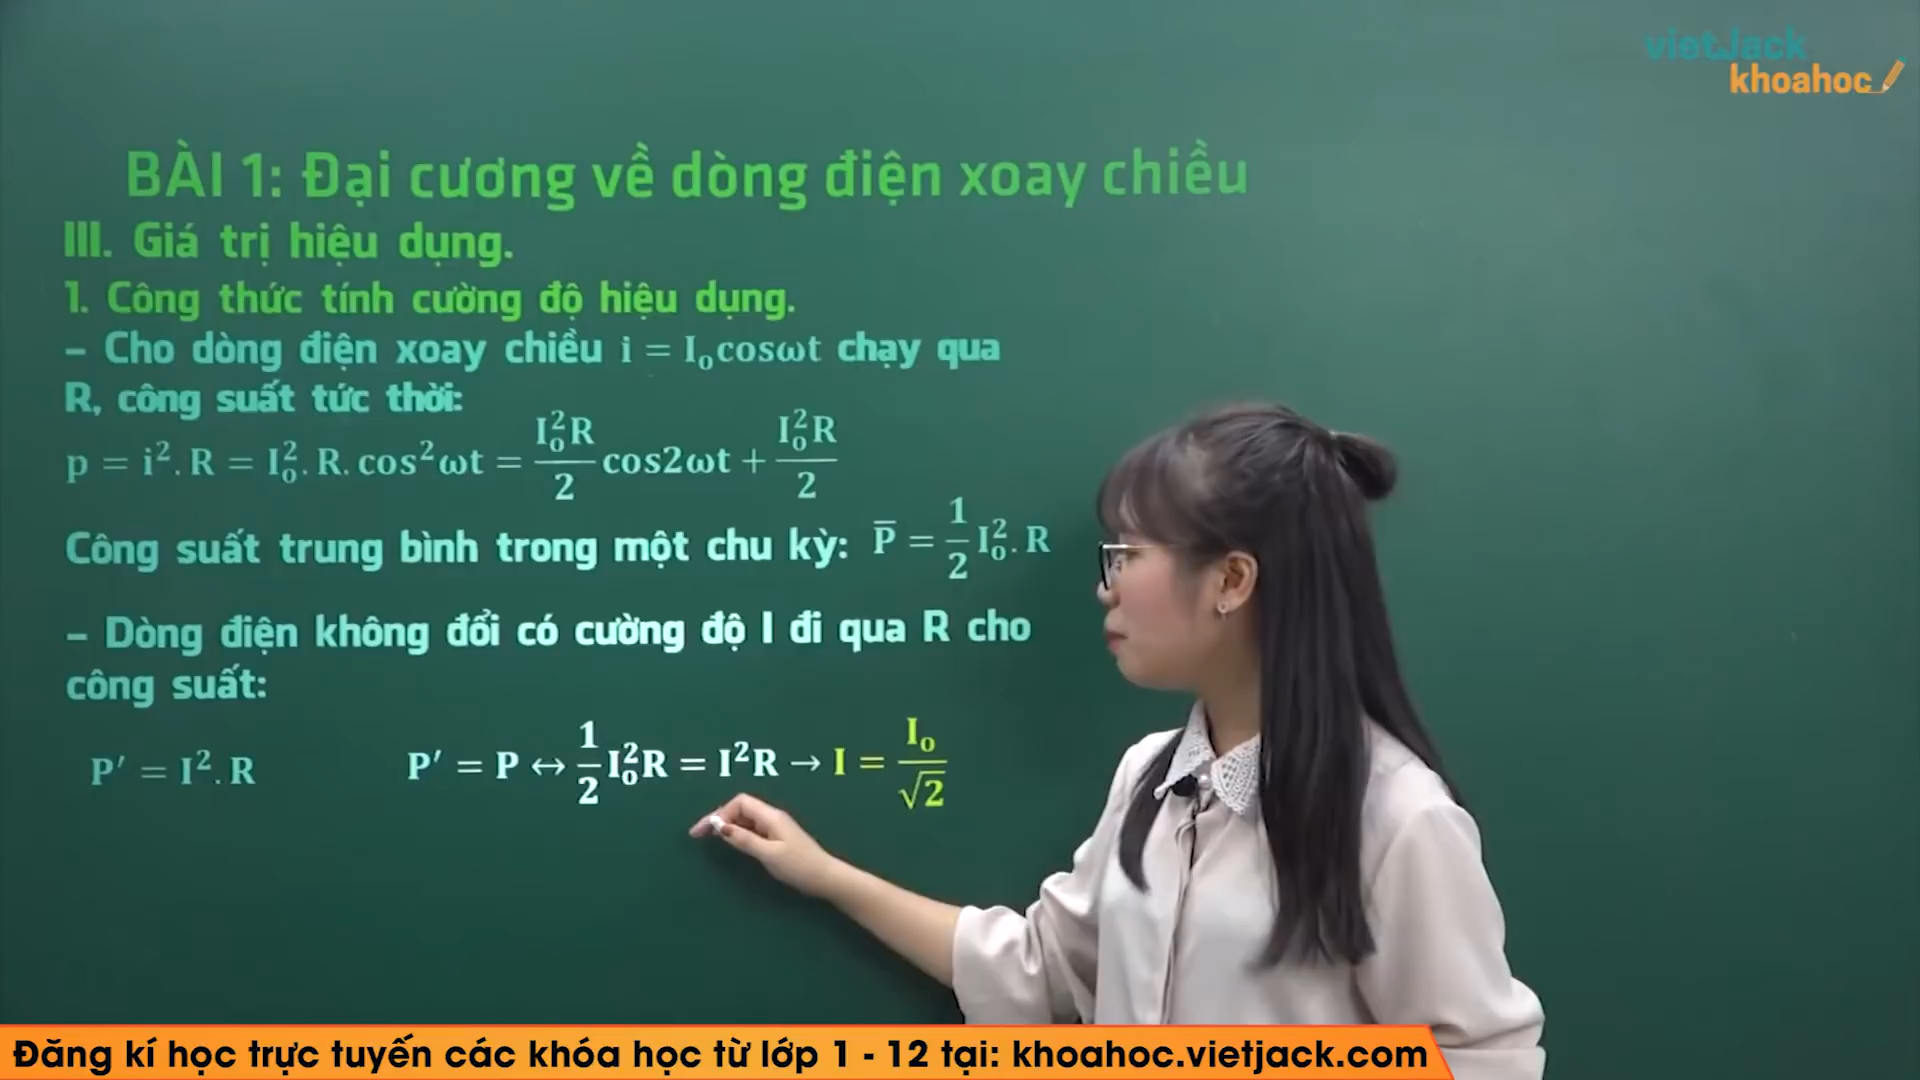 vietJack
khoahoc
BÀI 1: Đại cương về dòng điện xoay chiều
III. Giá trị hiệu dụng.
1. Công thức tính cường độ hiệu dụng.
– Cho dòng điện xoay chiều i = I₀cosωt chạy qua
R, công suất tức thời:
p = i². R = I₀². R. cos²ωt = I₀²R/2 cos2ωt + I₀²R/2
Công suất trung bình trong một chu kỳ: P̅ = 1/2 I₀². R
– Dòng điện không đổi có cường độ I đi qua R cho
công suất:
P′ = I². R P′ = P ↔ 1/2 I₀²R = I²R → I = I₀/√2
Đăng kí học trực tuyến các khóa học từ lớp 1 - 12 tại: khoahoc.vietjack.com